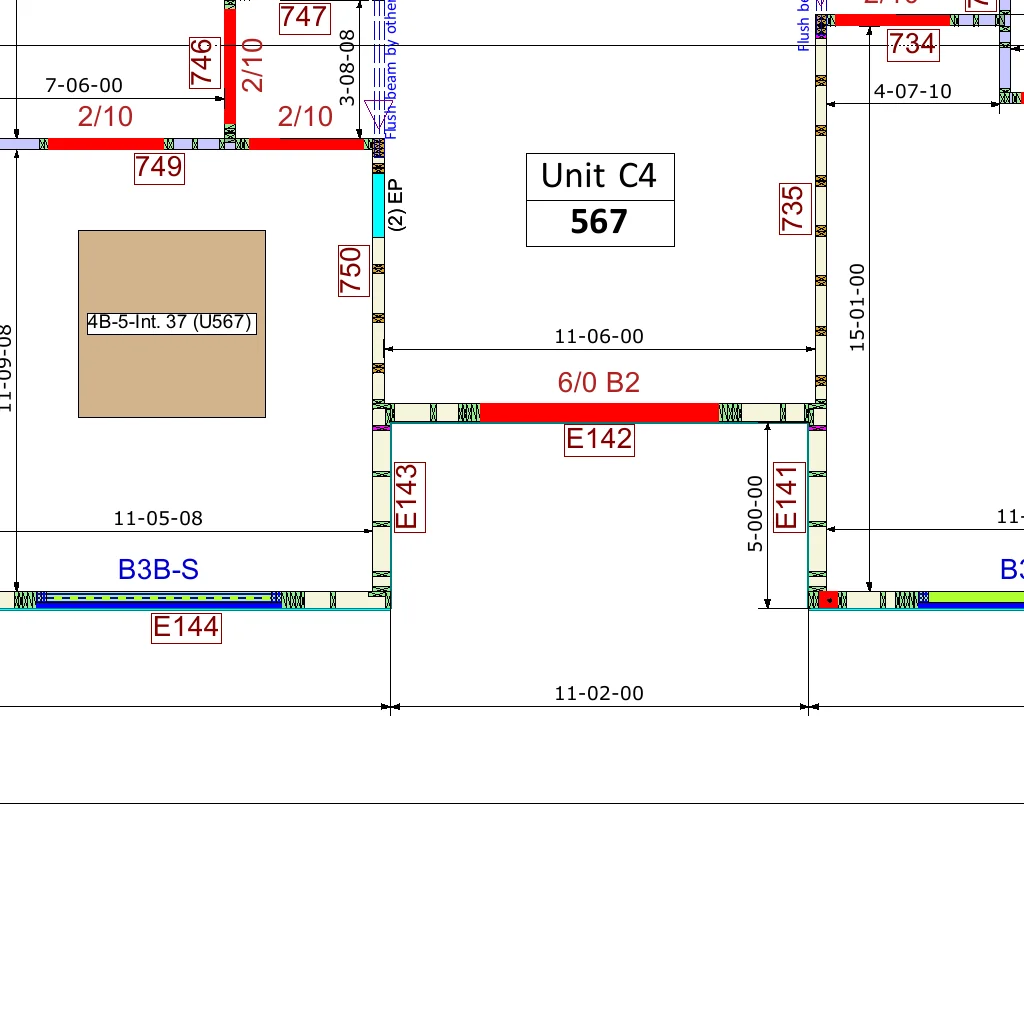 747
746
2/10
3-08-08
Flush beam by other
Flush be
734
7-06-00
2/10
2/10
4-07-10
749
(2) EP
Unit C4
567
735
750
4B-5-Int. 37 (U567)
15-01-00
11-09-08
11-06-00
6/0 B2
E142
E143
E141
5-00-00
11-05-08
11-
B3B-S
B3
E144
11-02-00